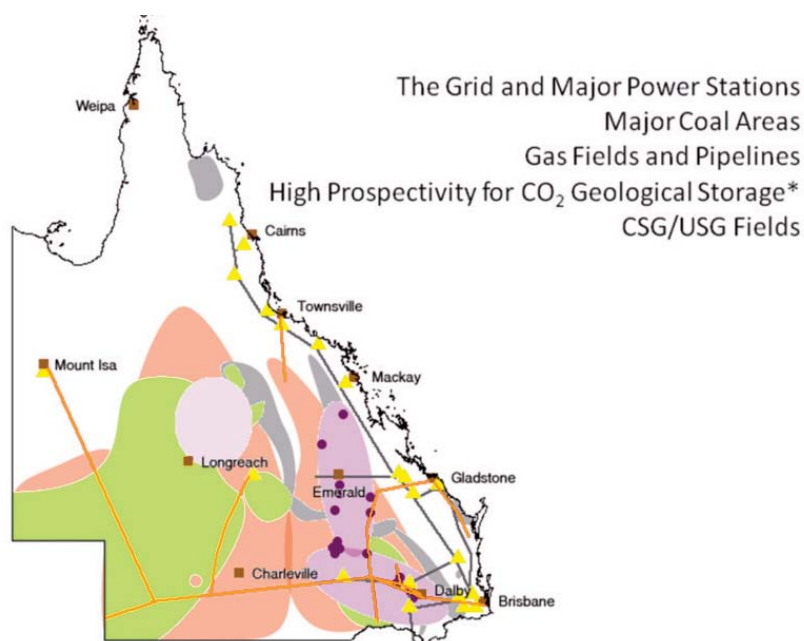 The Grid and Major Power Stations
Major Coal Areas
Gas Fields and Pipelines
High Prospectivity for CO₂ Geological Storage*
CSG/USG Fields
Weipa
Cairns
Townsville
Mount Isa
Mackay
Longreach
Emerald
Gladstone
Charleville
Dalby
Brisbane